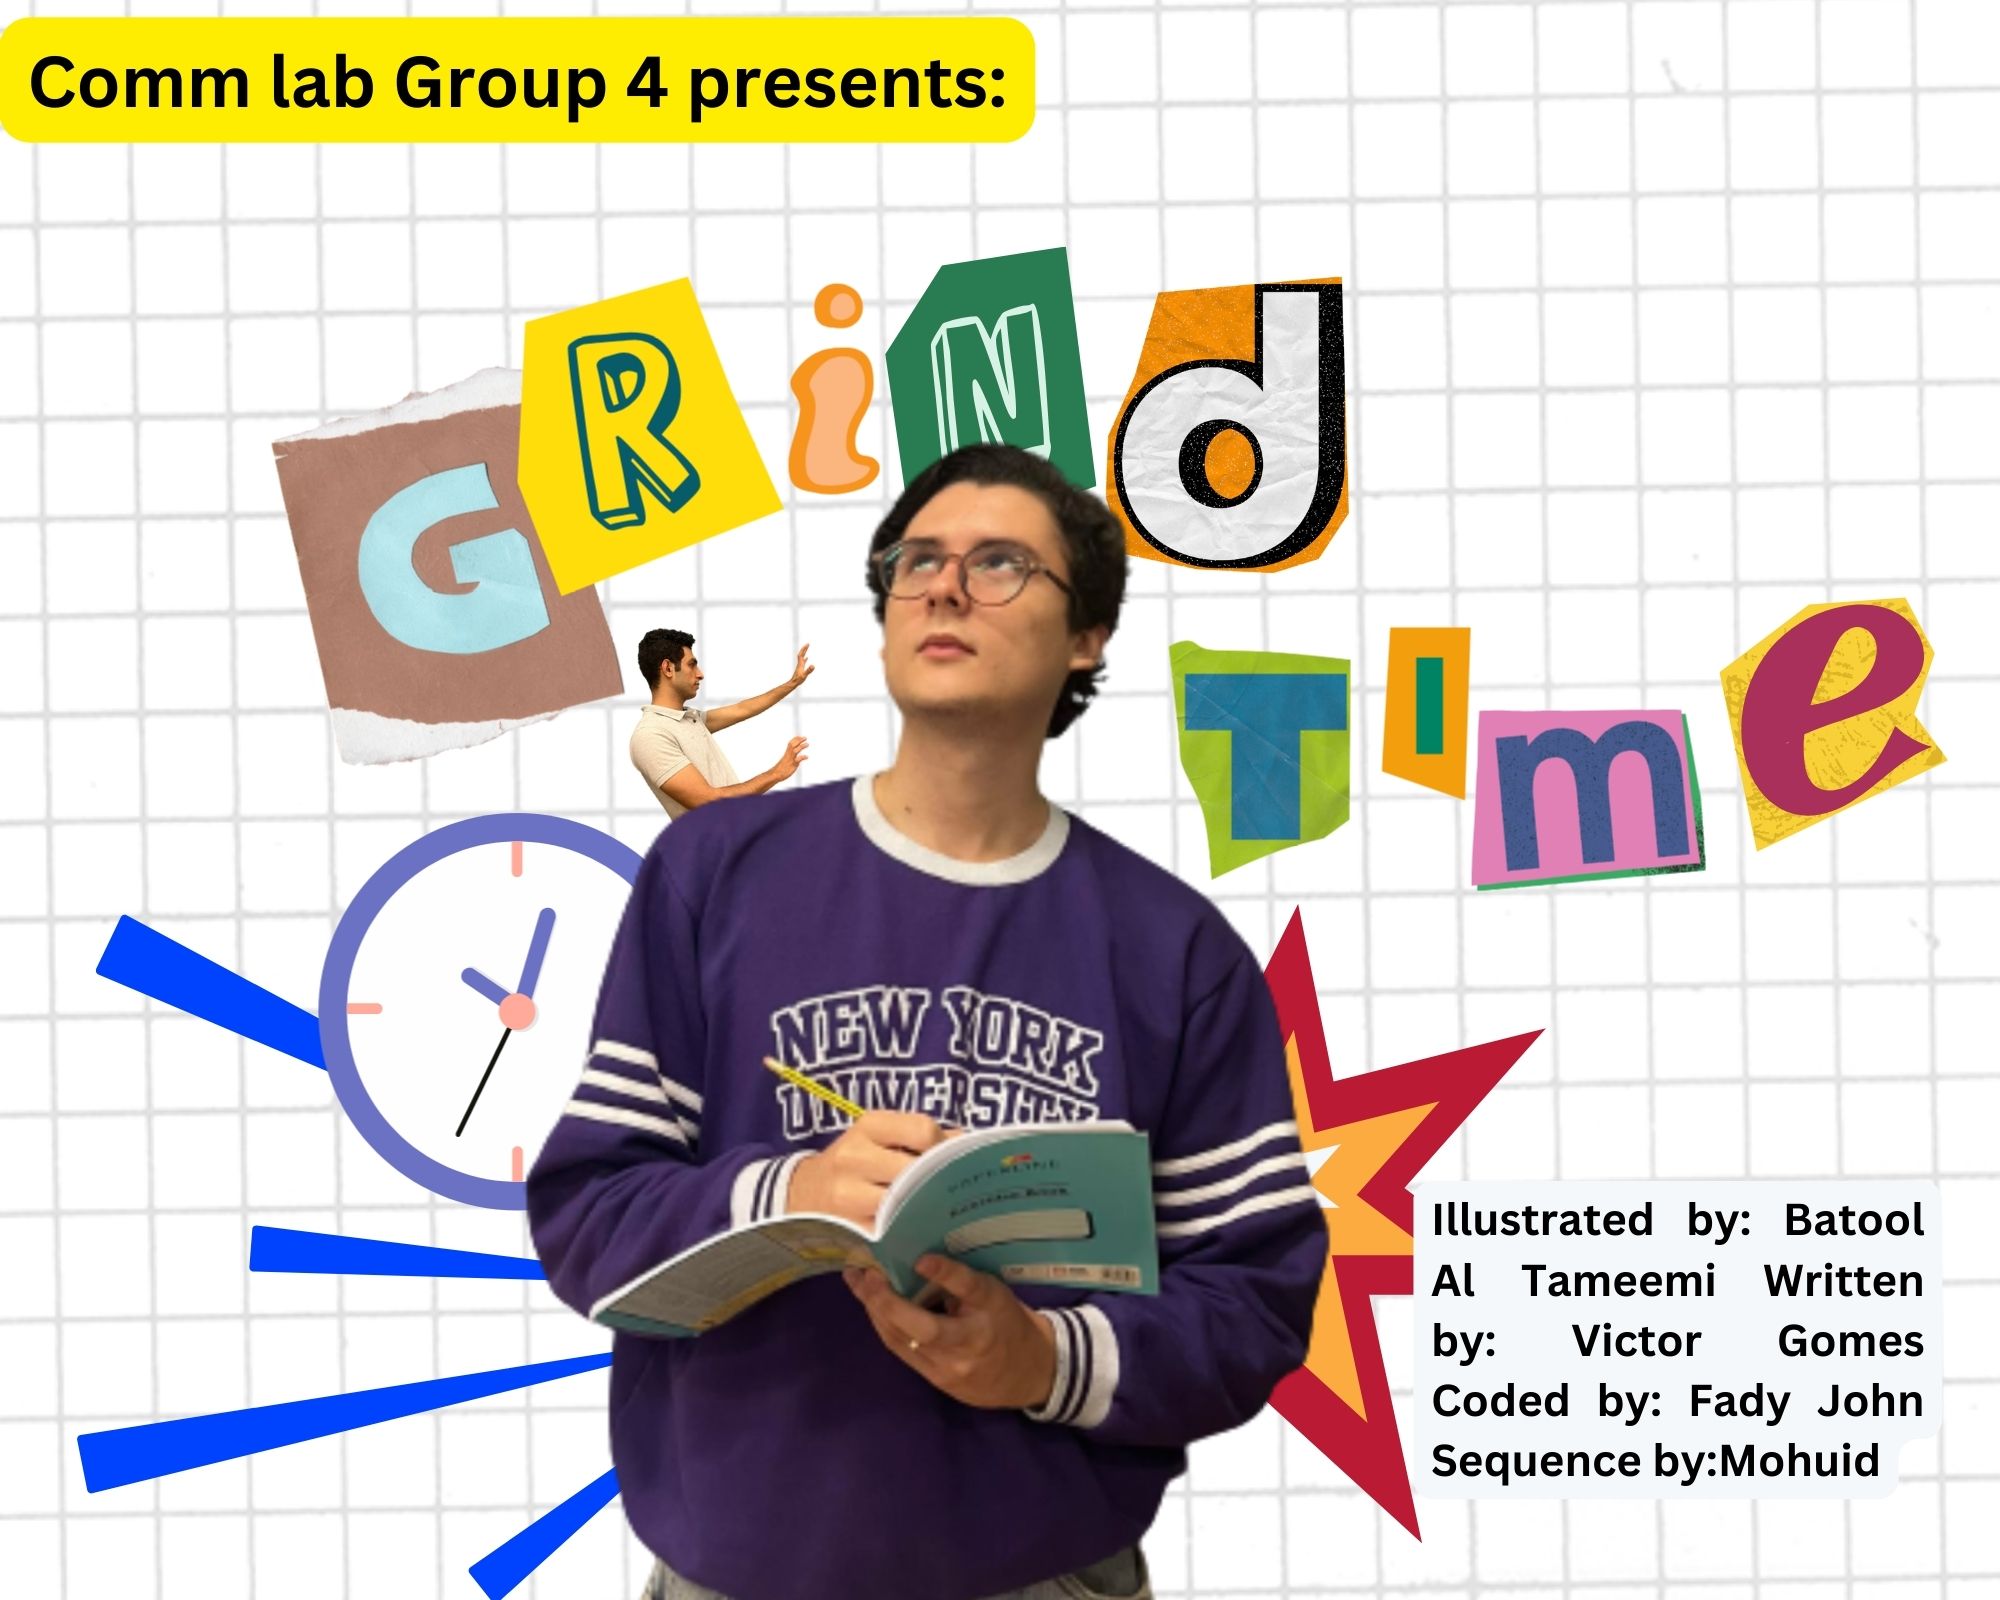 Comm lab Group 4 presents:
GRiNd
TIme
NEW YORK
UNIVERSITY
Illustrated by: Batool
Al Tameemi Written
by: Victor Gomes
Coded by: Fady John
Sequence by:Mohuid